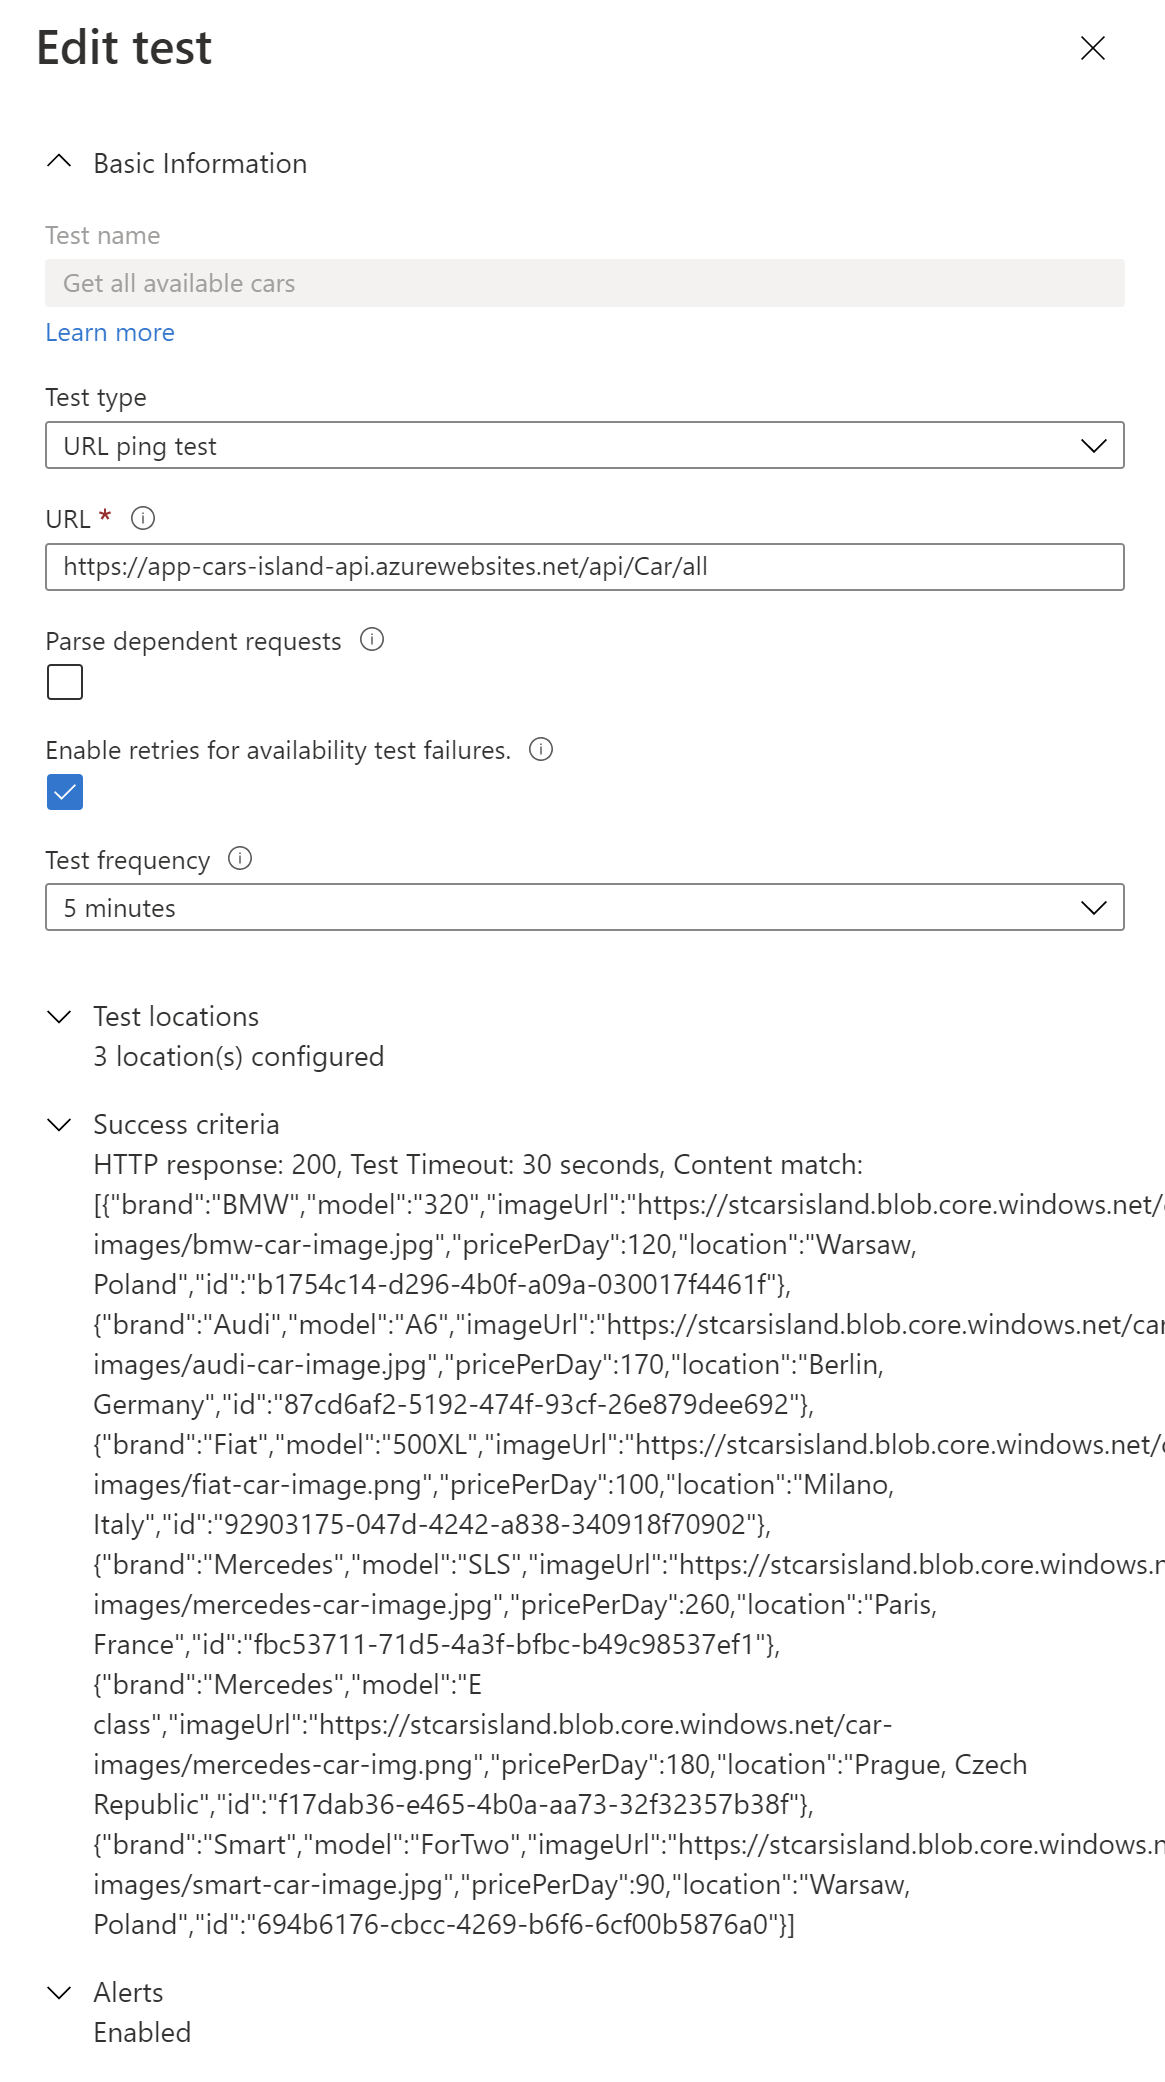 Edit test
Basic Information
Test name
Get all available cars
Learn more
Test type
URL ping test
URL *
https://app-cars-island-api.azurewebsites.net/api/Car/all
Parse dependent requests
Enable retries for availability test failures.
Test frequency
5 minutes
Test locations
3 location(s) configured
Success criteria
HTTP response: 200, Test Timeout: 30 seconds, Content match:
[{"brand":"BMW","model":"320","imageUrl":"https://stcarsisland.blob.core.windows.net/
images/bmw-car-image.jpg","pricePerDay":120,"location":"Warsaw,
Poland","id":"b1754c14-d296-4b0f-a09a-030017f4461f"},
{"brand":"Audi","model":"A6","imageUrl":"https://stcarsisland.blob.core.windows.net/car
images/audi-car-image.jpg","pricePerDay":170,"location":"Berlin,
Germany","id":"87cd6af2-5192-474f-93cf-26e879dee692"},
{"brand":"Fiat","model":"500XL","imageUrl":"https://stcarsisland.blob.core.windows.net/
images/fiat-car-image.png","pricePerDay":100,"location":"Milano,
Italy","id":"92903175-047d-4242-a838-340918f70902"},
{"brand":"Mercedes","model":"SLS","imageUrl":"https://stcarsisland.blob.core.windows.n
images/mercedes-car-image.jpg","pricePerDay":260,"location":"Paris,
France","id":"fbc53711-71d5-4a3f-bfbc-b49c98537ef1"},
{"brand":"Mercedes","model":"E
class","imageUrl":"https://stcarsisland.blob.core.windows.net/car-
images/mercedes-car-img.png","pricePerDay":180,"location":"Prague, Czech
Republic","id":"f17dab36-e465-4b0a-aa73-32f32357b38f"},
{"brand":"Smart","model":"ForTwo","imageUrl":"https://stcarsisland.blob.core.windows.n
images/smart-car-image.jpg","pricePerDay":90,"location":"Warsaw,
Poland","id":"694b6176-cbcc-4269-b6f6-6cf00b5876a0"}]
Alerts
Enabled